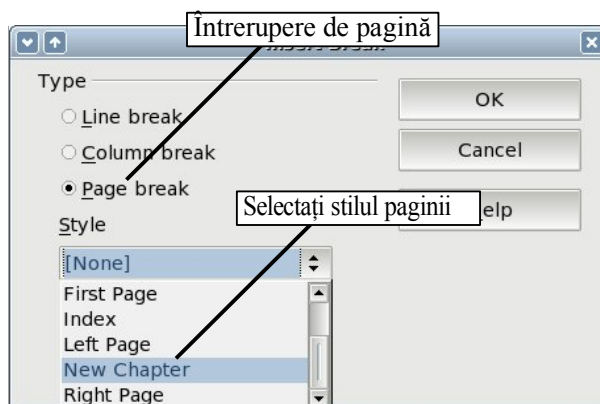 Întrerupere de pagină
Type
OK
Line break
Column break
Cancel
Page break
Selectați stilul paginii
Style
[None]
First Page
Index
Left Page
New Chapter
Right Page